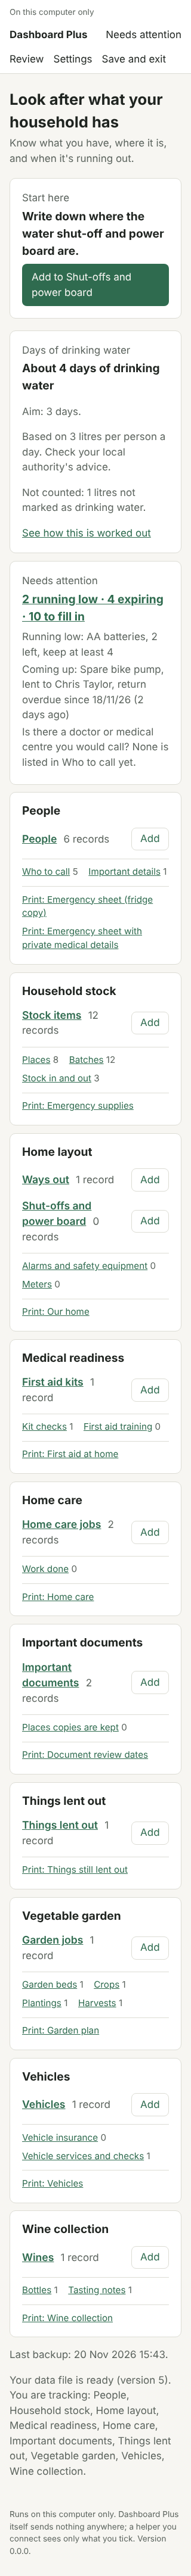 On this computer only
Dashboard Plus Needs attention
Review Settings Save and exit
Look after what your
household has
Know what you have, where it is,
and when it's running out.
Start here
Write down where the
water shut-off and power
board are.
Add to Shut-offs and
power board
Days of drinking water
About 4 days of drinking
water
Aim: 3 days.
Based on 3 litres per person a
day. Check your local
authority's advice.
Not counted: 1 litres not
marked as drinking water.
See how this is worked out
Needs attention
2 running low · 4 expiring
· 10 to fill in
Running low: AA batteries, 2
left, keep at least 4
Coming up: Spare bike pump,
lent to Chris Taylor, return
overdue since 18/11/26 (2
days ago)
Is there a doctor or medical
centre you would call? None is
listed in Who to call yet.
People
People 6 records Add
Who to call 5 Important details 1
Print: Emergency sheet (fridge
copy)
Print: Emergency sheet with
private medical details
Household stock
Stock items 12
records Add
Places 8 Batches 12
Stock in and out 3
Print: Emergency supplies
Home layout
Ways out 1 record Add
Shut-offs and
power board 0
records Add
Alarms and safety equipment 0
Meters 0
Print: Our home
Medical readiness
First aid kits 1
record Add
Kit checks 1 First aid training 0
Print: First aid at home
Home care
Home care jobs 2
records Add
Work done 0
Print: Home care
Important documents
Important
documents 2
records Add
Places copies are kept 0
Print: Document review dates
Things lent out
Things lent out 1
record Add
Print: Things still lent out
Vegetable garden
Garden jobs 1
record Add
Garden beds 1 Crops 1
Plantings 1 Harvests 1
Print: Garden plan
Vehicles
Vehicles 1 record Add
Vehicle insurance 0
Vehicle services and checks 1
Print: Vehicles
Wine collection
Wines 1 record Add
Bottles 1 Tasting notes 1
Print: Wine collection
Last backup: 20 Nov 2026 15:43.
Your data file is ready (version 5).
You are tracking: People,
Household stock, Home layout,
Medical readiness, Home care,
Important documents, Things lent
out, Vegetable garden, Vehicles,
Wine collection.
Runs on this computer only. Dashboard Plus
itself sends nothing anywhere; a helper you
connect sees only what you tick. Version
0.0.0.